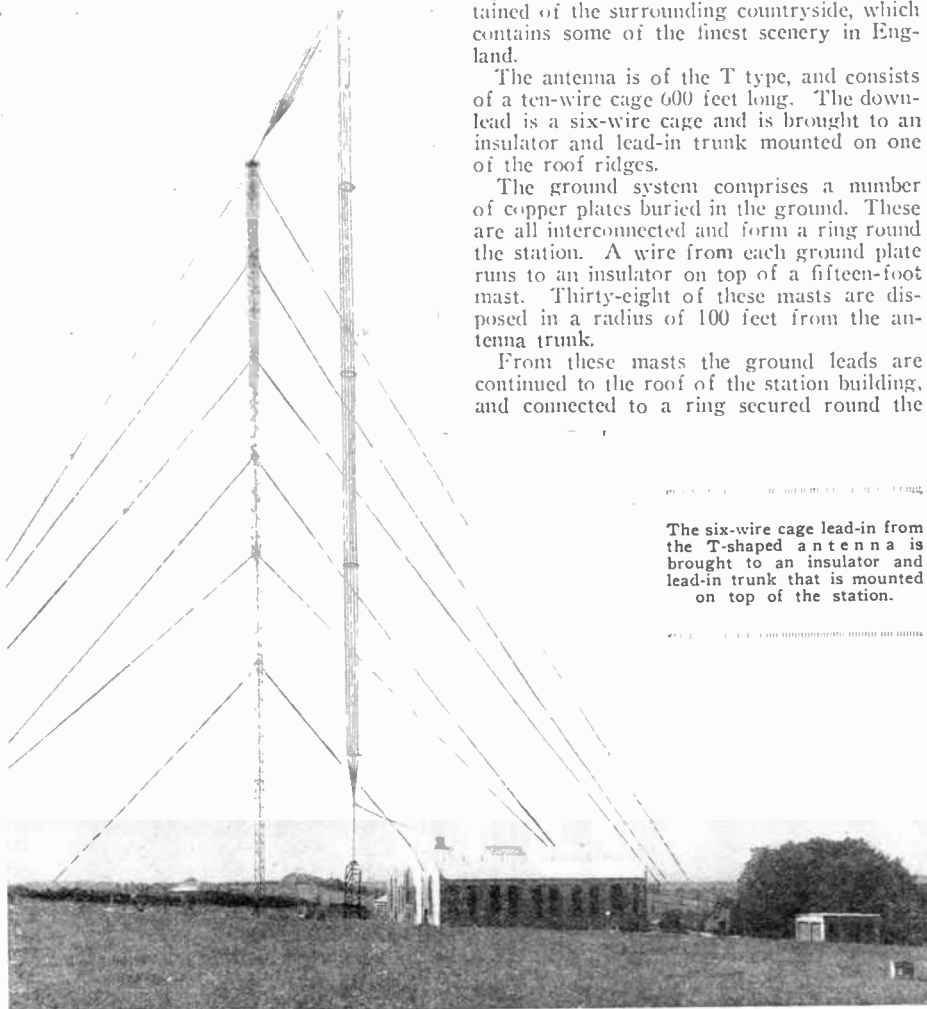 tained of the surrounding countryside, which
contains some of the finest scenery in Eng-
land.
The antenna is of the T type, and consists
of a ten-wire cage 600 feet long. The down-
lead is a six-wire cage and is brought to an
insulator and lead-in trunk mounted on one
of the roof ridges.
The ground system comprises a number
of copper plates buried in the ground. These
are all interconnected and form a ring round
the station. A wire from each ground plate
runs to an insulator on top of a fifteen-foot
mast. Thirty-eight of these masts are dis-
posed in a radius of 100 feet from the an-
tenna trunk.
From these masts the ground leads are
continued to the roof of the station building,
and connected to a ring secured round the
The six-wire cage lead-in from
the T-shaped antenna is
brought to an insulator and
lead-in trunk that is mounted
on top of the station.